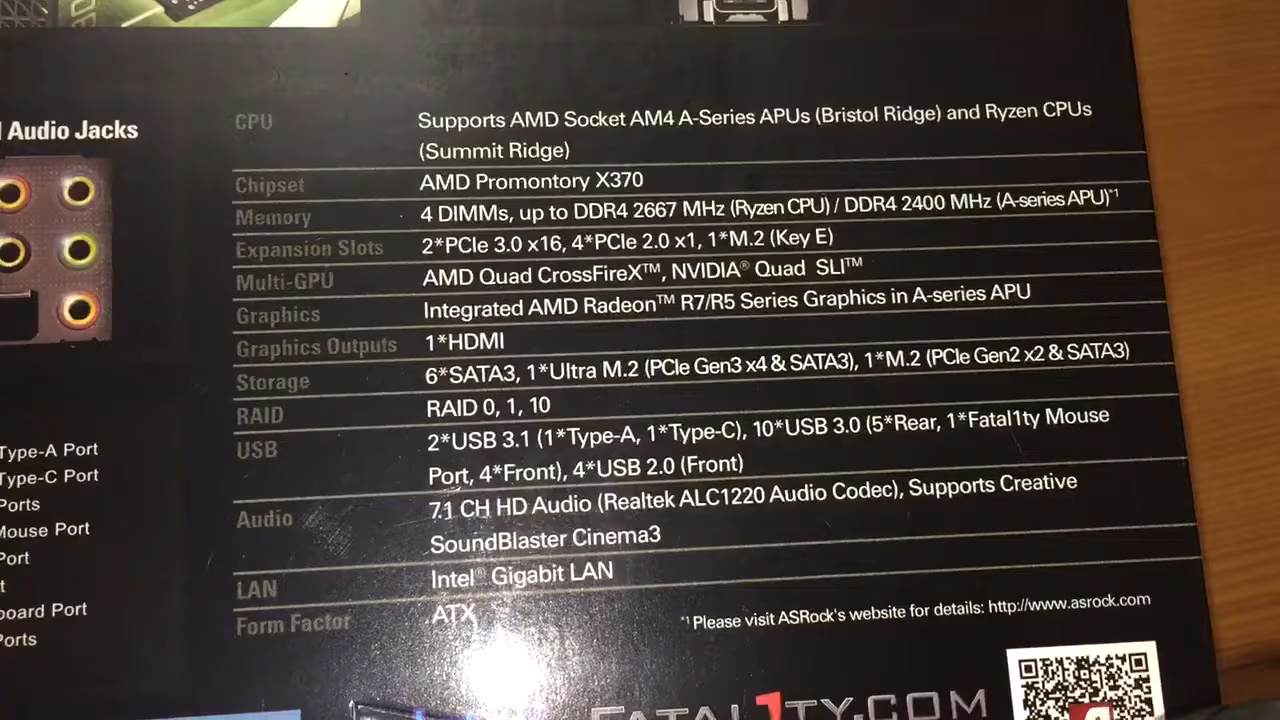 Audio Jacks
CPU
Supports AMD Socket AM4 A-Series APUs (Bristol Ridge) and Ryzen CPUs
(Summit Ridge)
Chipset
AMD Promontory X370
Memory
4 DIMMs, up to DDR4 2667 MHz (Ryzen CPU) / DDR4 2400 MHz (A-series APU)*1
Expansion Slots
2*PCIe 3.0 x16, 4*PCIe 2.0 x1, 1*M.2 (Key E)
Multi-GPU
AMD Quad CrossFireX™, NVIDIA® Quad SLI™
Graphics
Integrated AMD Radeon™ R7/R5 Series Graphics in A-series APU
Graphics Outputs
1*HDMI
Storage
6*SATA3, 1*Ultra M.2 (PCIe Gen3 x4 & SATA3), 1*M.2 (PCIe Gen2 x2 & SATA3)
RAID
RAID 0, 1, 10
USB
2*USB 3.1 (1*Type-A, 1*Type-C), 10*USB 3.0 (5*Rear, 1*Fatal1ty Mouse
Port, 4*Front), 4*USB 2.0 (Front)
Audio
7.1 CH HD Audio (Realtek ALC1220 Audio Codec), Supports Creative
SoundBlaster Cinema3
LAN
Intel® Gigabit LAN
Form Factor
ATX
*1 Please visit ASRock's website for details: http://www.asrock.com
Type-A Port
Type-C Port
Ports
Mouse Port
Port
board Port
Ports
FATAL1TY.COM